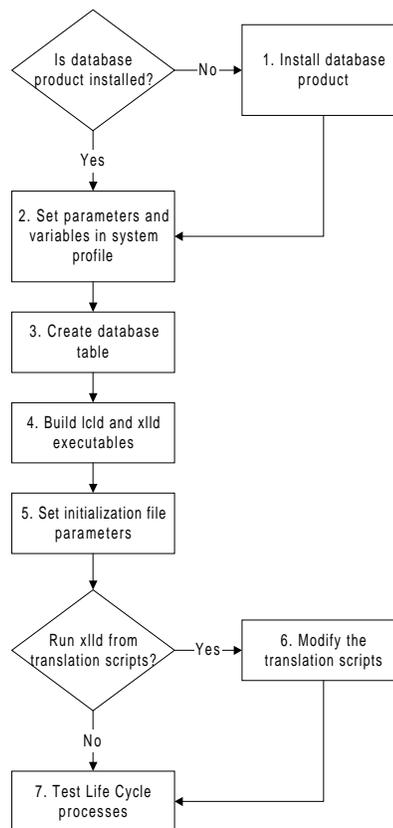 Is database
product installed?
No
1. Install database
product
Yes
2. Set parameters and
variables in system
profile
3. Create database
table
4. Build lcld and xlld
executables
5. Set initialization file
parameters
Run xlld from
translation scripts?
Yes
6. Modify the
translation scripts
No
7. Test Life Cycle
processes